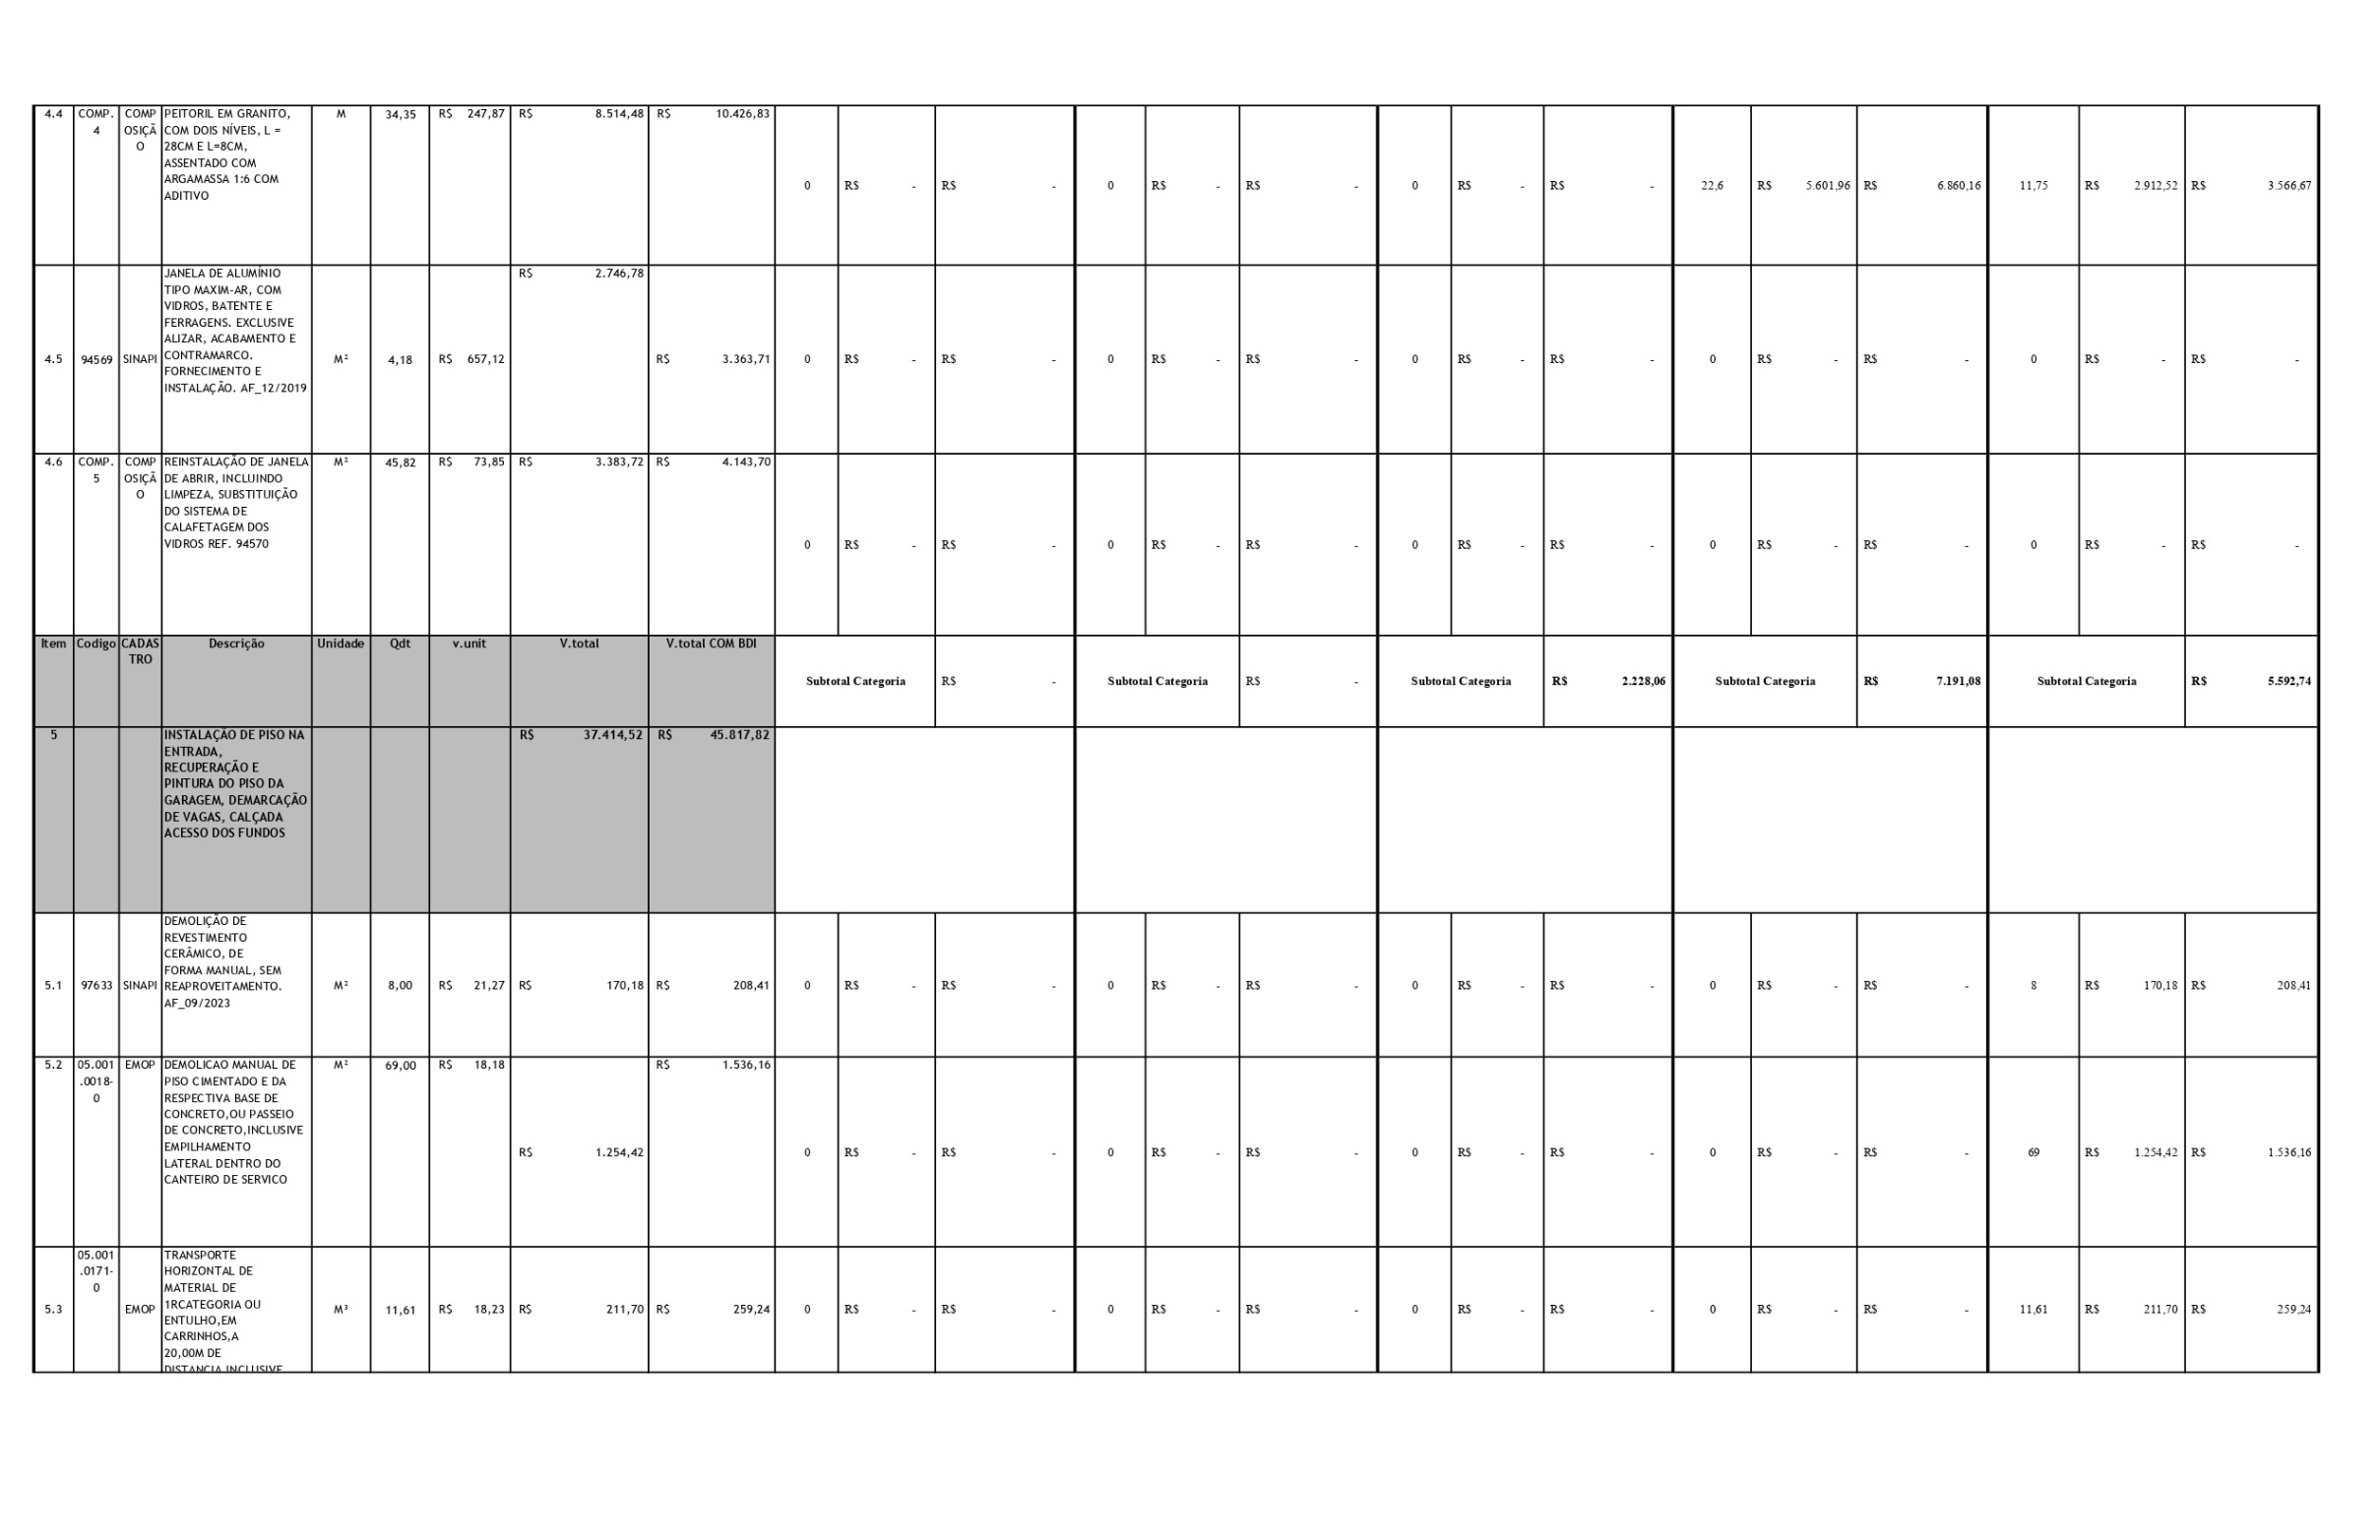 4.4 COMP. 4 COMP OSIÇÃ O PEITORIL EM GRANITO, COM DOIS NÍVEIS, L = 28CM E L=8CM, ASSENTADO COM ARGAMASSA 1:6 COM ADITIVO M 34,35 R$ 247,87 R$ 8.514,48 R$ 10.426,83 0 R$ - R$ - 0 R$ - R$ - 0 R$ - R$ - 22,6 R$ 5.601,96 R$ 6.860,16 11,75 R$ 2.912,52 R$ 3.566,67
4.5 94569 SINAPI JANELA DE ALUMÍNIO TIPO MAXIM-AR, COM VIDROS, BATENTE E FERRAGENS. EXCLUSIVE ALIZAR, ACABAMENTO E CONTRAMARCO. FORNECIMENTO E INSTALAÇÃO. AF_12/2019 M² 4,18 R$ 657,12 R$ 2.746,78 R$ 3.363,71 0 R$ - R$ - 0 R$ - R$ - 0 R$ - R$ - 0 R$ - R$ - 0 R$ - R$ -
4.6 COMP. 5 COMP OSIÇÃ O REINSTALAÇÃO DE JANELA DE ABRIR, INCLUINDO LIMPEZA, SUBSTITUIÇÃO DO SISTEMA DE CALAFETAGEM DOS VIDROS REF. 94570 M² 45,82 R$ 73,85 R$ 3.383,72 R$ 4.143,70 0 R$ - R$ - 0 R$ - R$ - 0 R$ - R$ - 0 R$ - R$ - 0 R$ - R$ -
Item Codigo CADAS TRO Descrição Unidade Qdt v.unit V.total V.total COM BDI Subtotal Categoria R$ - Subtotal Categoria R$ - Subtotal Categoria R$ 2.228,06 Subtotal Categoria R$ 7.191,08 Subtotal Categoria R$ 5.592,74
5 INSTALAÇÃO DE PISO NA ENTRADA, RECUPERAÇÃO E PINTURA DO PISO DA GARAGEM, DEMARCAÇÃO DE VAGAS, CALÇADA ACESSO DOS FUNDOS R$ 37.414,52 R$ 45.817,82
5.1 97633 SINAPI DEMOLIÇÃO DE REVESTIMENTO CERÂMICO, DE FORMA MANUAL, SEM REAPROVEITAMENTO. AF_09/2023 M² 8,00 R$ 21,27 R$ 170,18 R$ 208,41 0 R$ - R$ - 0 R$ - R$ - 0 R$ - R$ - 0 R$ - R$ - 8 R$ 170,18 R$ 208,41
5.2 05.001 .0018- 0 EMOP DEMOLICAO MANUAL DE PISO CIMENTADO E DA RESPECTIVA BASE DE CONCRETO,OU PASSEIO DE CONCRETO,INCLUSIVE EMPILHAMENTO LATERAL DENTRO DO CANTEIRO DE SERVICO M² 69,00 R$ 18,18 R$ 1.254,42 R$ 1.536,16 0 R$ - R$ - 0 R$ - R$ - 0 R$ - R$ - 0 R$ - R$ - 69 R$ 1.254,42 R$ 1.536,16
5.3 05.001 .0171- 0 EMOP TRANSPORTE HORIZONTAL DE MATERIAL DE 1RCATEGORIA OU ENTULHO,EM CARRINHOS,A 20,00M DE DISTANCIA,INCLUSIVE M³ 11,61 R$ 18,23 R$ 211,70 R$ 259,24 0 R$ - R$ - 0 R$ - R$ - 0 R$ - R$ - 0 R$ - R$ - 11,61 R$ 211,70 R$ 259,24